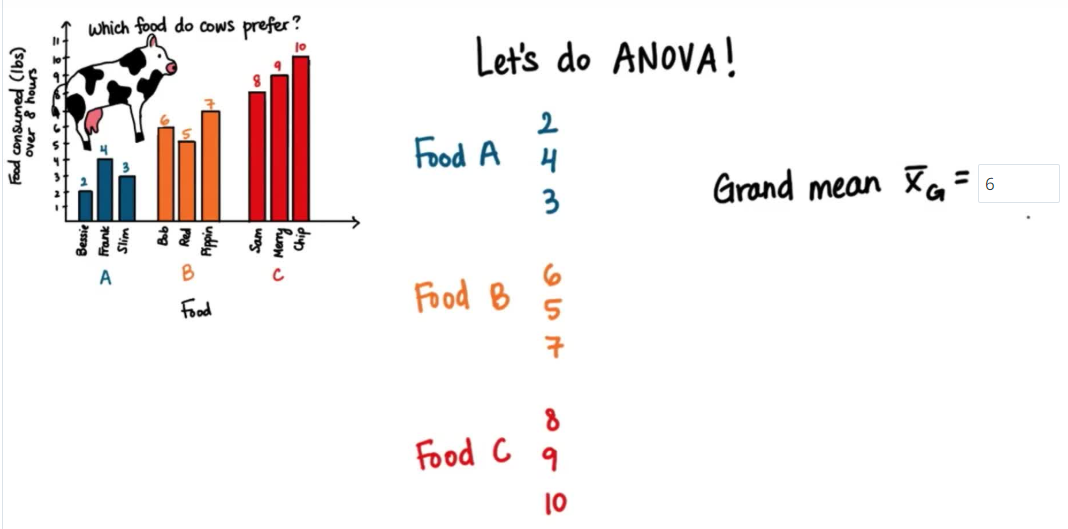 Which food do cows prefer?
Food consumed (lbs)
over 8 hours
11
10
9
8
7
6
5
4
3
2
1
2
4
3
6
5
7
8
9
10
Bessie
Frank
Slim
Bob
Red
Pippin
Sam
Merry
Chip
A
B
C
Food
Let's do ANOVA!
Food A
2
4
3
Food B
6
5
7
Food C
8
9
10
Grand mean x̄G = 6